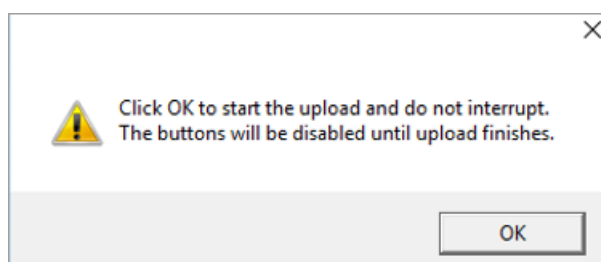 Click OK to start the upload and do not interrupt.
The buttons will be disabled until upload finishes.
OK